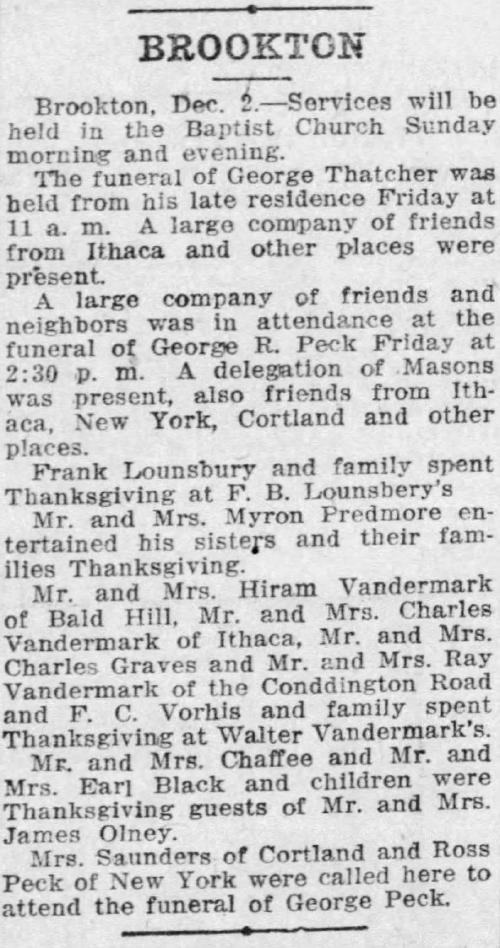 BROOKTON
Brookton, Dec. 2.—Services will be
held in the Baptist Church Sunday
morning and evening.
The funeral of George Thatcher was
held from his late residence Friday at
11 a. m. A large company of friends
from Ithaca and other places were
present.
A large company of friends and
neighbors was in attendance at the
funeral of George R. Peck Friday at
2:30 p. m. A delegation of Masons
was present, also friends from Ith-
aca, New York, Cortland and other
places.
Frank Lounsbury and family spent
Thanksgiving at F. B. Lounsbery's
Mr. and Mrs. Myron Predmore en-
tertained his sisters and their fam-
ilies Thanksgiving.
Mr. and Mrs. Hiram Vandermark
of Bald Hill, Mr. and Mrs. Charles
Vandermark of Ithaca, Mr. and Mrs.
Charles Graves and Mr. and Mrs. Ray
Vandermark of the Conddington Road
and F. C. Vorhis and family spent
Thanksgiving at Walter Vandermark's.
Mr. and Mrs. Chaffee and Mr. and
Mrs. Earl Black and children were
Thanksgiving guests of Mr. and Mrs.
James Olney.
Mrs. Saunders of Cortland and Ross
Peck of New York were called here to
attend the funeral of George Peck.